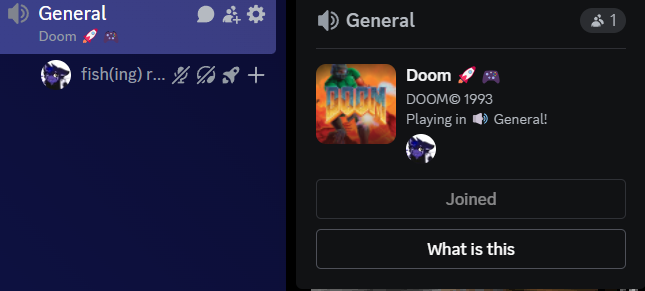 General
Doom 🚀 🎮
fish(ing) r...
General
1
DOOM
Doom 🚀 🎮
DOOM© 1993
Playing in 🔊 General!
Joined
What is this